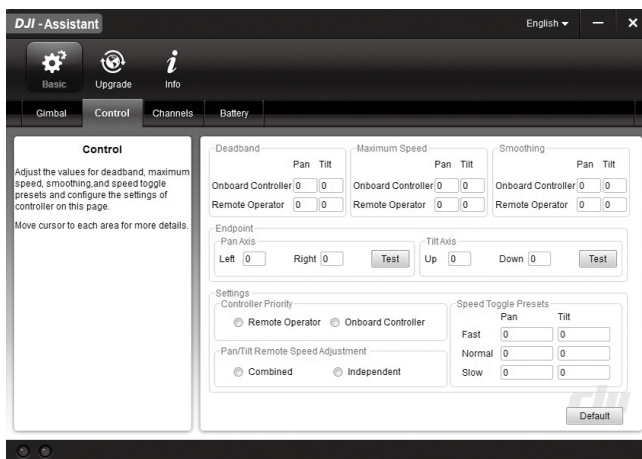 DJI - Assistant
English
Basic
Upgrade
Info
Gimbal
Control
Channels
Battery
Control
Adjust the values for deadband, maximum
speed, smoothing,and speed toggle
presets and configure the settings of
controller on this page.
Move cursor to each area for more details.
Deadband
Pan Tilt
Onboard Controller 0 0
Remote Operator 0 0
Maximum Speed
Pan Tilt
Onboard Controller 0 0
Remote Operator 0 0
Smoothing
Pan Tilt
Onboard Controller 0 0
Remote Operator 0 0
Endpoint
Pan Axis
Left 0 Right 0 Test
Tilt Axis
Up 0 Down 0 Test
Settings
Controller Priority
Remote Operator Onboard Controller
Pan/Tilt Remote Speed Adjustment
Combined Independent
Speed Toggle Presets
Pan Tilt
Fast 0 0
Normal 0 0
Slow 0 0
dji
Default